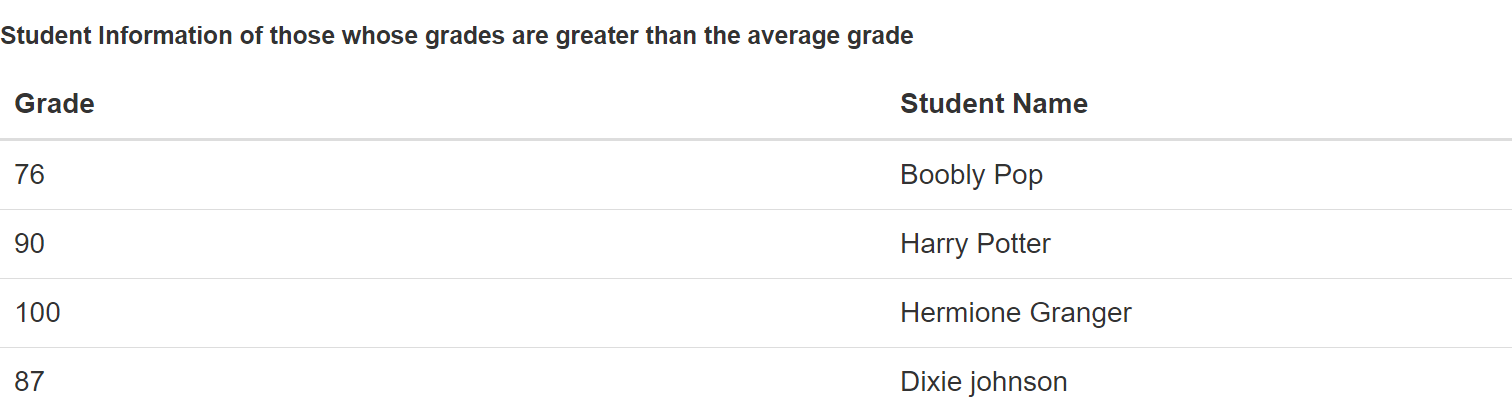 Student Information of those whose grades are greater than the average grade
Grade Student Name
76 Boobly Pop
90 Harry Potter
100 Hermione Granger
87 Dixie johnson